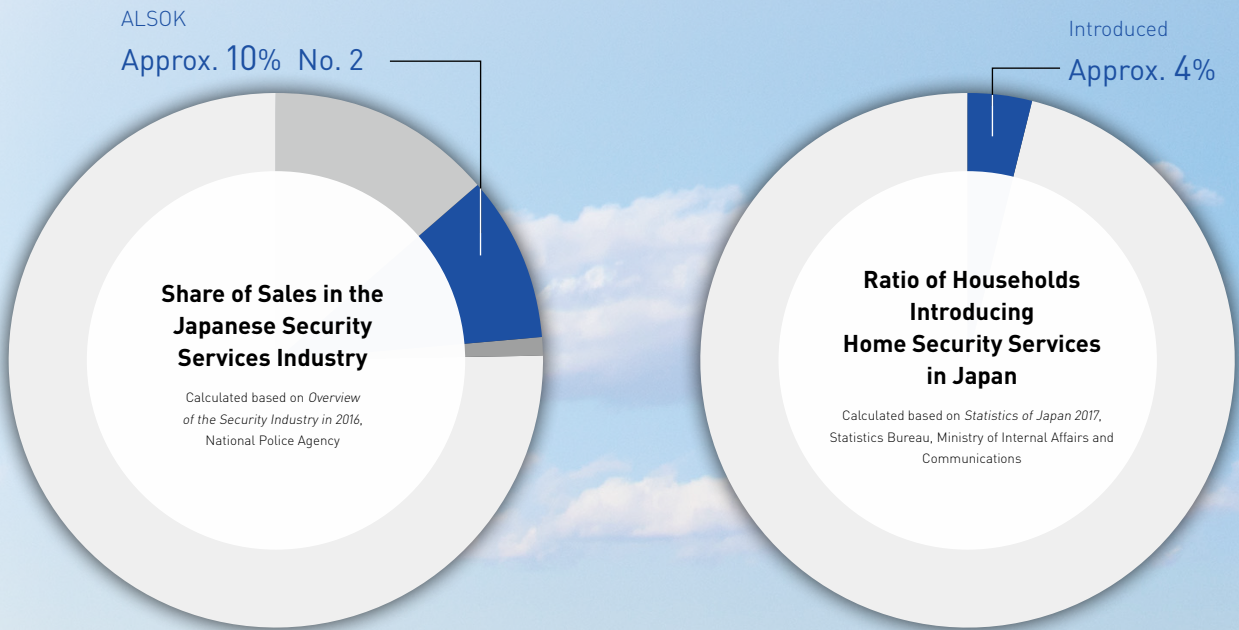 ALSOK
Approx. 10% No. 2
Share of Sales in the
Japanese Security
Services Industry
Calculated based on Overview
of the Security Industry in 2016,
National Police Agency
Introduced
Approx. 4%
Ratio of Households
Introducing
Home Security Services
in Japan
Calculated based on Statistics of Japan 2017,
Statistics Bureau, Ministry of Internal Affairs and
Communications